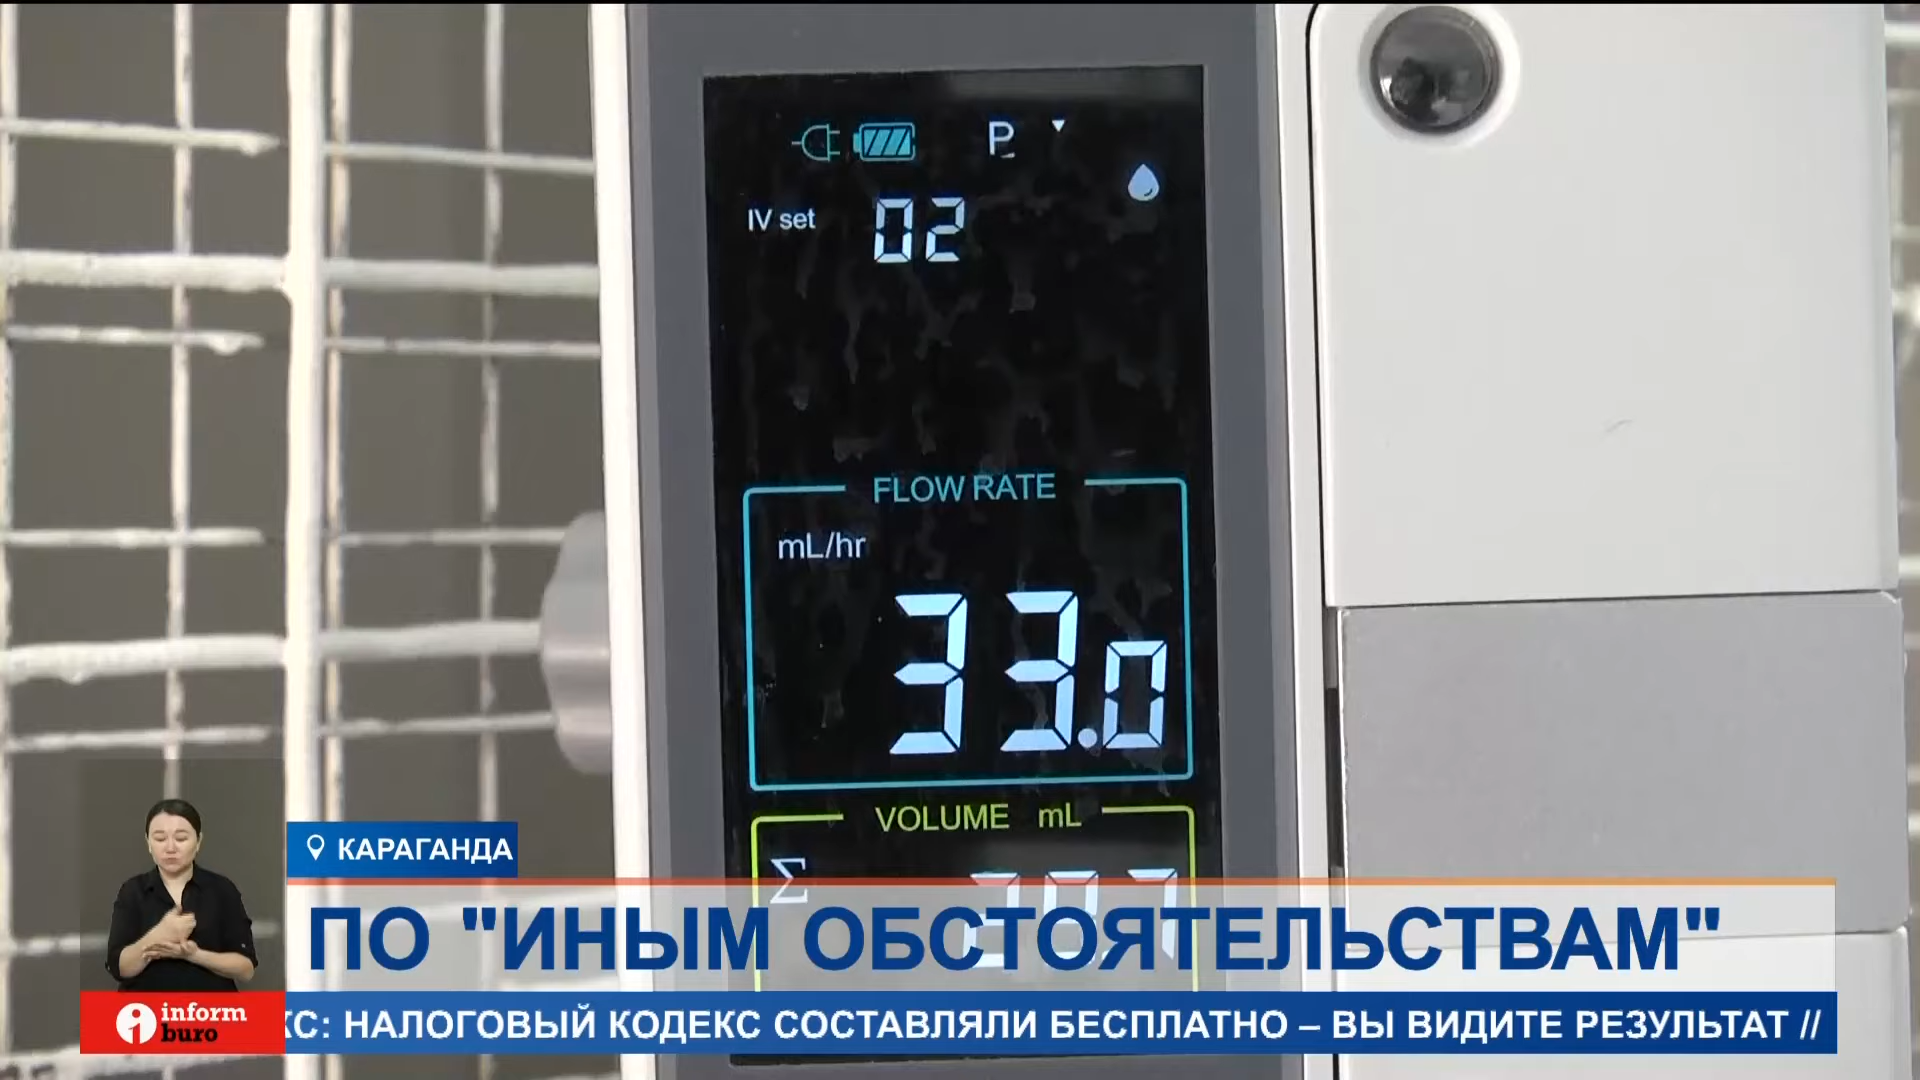 P
IV set 02
FLOW RATE
mL/hr
33.0
VOLUME mL
Σ
КАРАГАНДА
ПО "ИНЫМ ОБСТОЯТЕЛЬСТВАМ"
inform
buro
КС: НАЛОГОВЫЙ КОДЕКС СОСТАВЛЯЛИ БЕСПЛАТНО – ВЫ ВИДИТЕ РЕЗУЛЬТАТ //